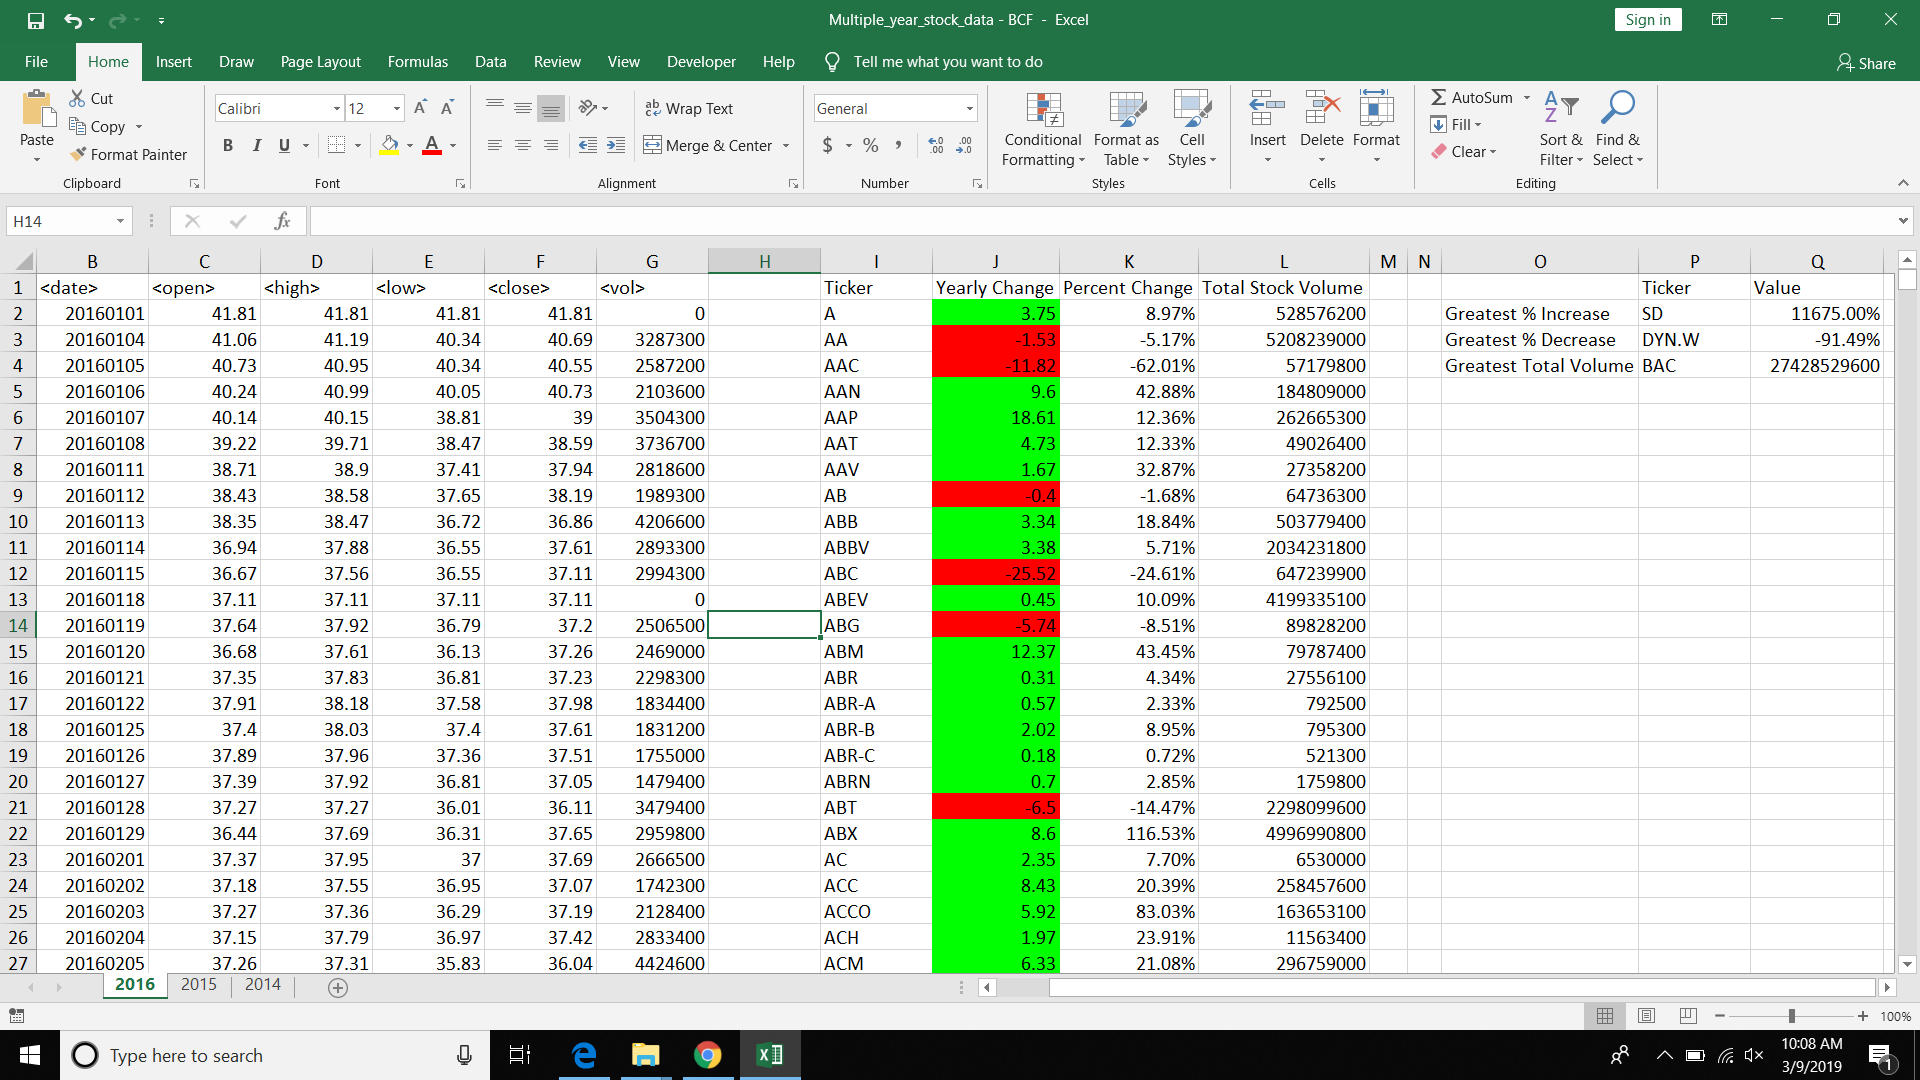 Multiple_year_stock_data - BCF - Excel
Sign in
File Home Insert Draw Page Layout Formulas Data Review View Developer Help Tell me what you want to do Share
Cut
Copy
Format Painter
Paste
Clipboard
Calibri 12
B I U A
Font
ab Wrap Text
Merge & Center
Alignment
General
$ % ,
Number
Conditional Formatting
Format as Table
Cell Styles
Styles
Insert Delete Format
Cells
AutoSum
Fill
Clear
Sort & Filter
Find & Select
Editing
H14 fx
B C D E F G H I J K L M N O P Q
1 <date> <open> <high> <low> <close> <vol> Ticker Yearly Change Percent Change Total Stock Volume Ticker Value
2 20160101 41.81 41.81 41.81 41.81 0 A 3.75 8.97% 528576200 Greatest % Increase SD 11675.00%
3 20160104 41.06 41.19 40.34 40.69 3287300 AA -1.53 -5.17% 5208239000 Greatest % Decrease DYN.W -91.49%
4 20160105 40.73 40.95 40.34 40.55 2587200 AAC -11.82 -62.01% 57179800 Greatest Total Volume BAC 27428529600
5 20160106 40.24 40.99 40.05 40.73 2103600 AAN 9.6 42.88% 184809000
6 20160107 40.14 40.15 38.81 39 3504300 AAP 18.61 12.36% 262665300
7 20160108 39.22 39.71 38.47 38.59 3736700 AAT 4.73 12.33% 49026400
8 20160111 38.71 38.9 37.41 37.94 2818600 AAV 1.67 32.87% 27358200
9 20160112 38.43 38.58 37.65 38.19 1989300 AB -0.4 -1.68% 64736300
10 20160113 38.35 38.47 36.72 36.86 4206600 ABB 3.34 18.84% 503779400
11 20160114 36.94 37.88 36.55 37.61 2893300 ABBV 3.38 5.71% 2034231800
12 20160115 36.67 37.56 36.55 37.11 2994300 ABC -25.52 -24.61% 647239900
13 20160118 37.11 37.11 37.11 37.11 0 ABEV 0.45 10.09% 4199335100
14 20160119 37.64 37.92 36.79 37.2 2506500 ABG -5.74 -8.51% 89828200
15 20160120 36.68 37.61 36.13 37.26 2469000 ABM 12.37 43.45% 79787400
16 20160121 37.35 37.83 36.81 37.23 2298300 ABR 0.31 4.34% 27556100
17 20160122 37.91 38.18 37.58 37.98 1834400 ABR-A 0.57 2.33% 792500
18 20160125 37.4 38.03 37.4 37.61 1831200 ABR-B 2.02 8.95% 795300
19 20160126 37.89 37.96 37.36 37.51 1755000 ABR-C 0.18 0.72% 521300
20 20160127 37.39 37.92 36.81 37.05 1479400 ABRN 0.7 2.85% 1759800
21 20160128 37.27 37.27 36.01 36.11 3479400 ABT -6.5 -14.47% 2298099600
22 20160129 36.44 37.69 36.31 37.65 2959800 ABX 8.6 116.53% 4996990800
23 20160201 37.37 37.95 37 37.69 2666500 AC 2.35 7.70% 6530000
24 20160202 37.18 37.55 36.95 37.07 1742300 ACC 8.43 20.39% 258457600
25 20160203 37.27 37.36 36.29 37.19 2128400 ACCO 5.92 83.03% 163653100
26 20160204 37.15 37.79 36.97 37.42 2833400 ACH 1.97 23.91% 11563400
27 20160205 37.26 37.31 35.83 36.04 4424600 ACM 6.33 21.08% 296759000
2016 2015 2014
100%
Type here to search
10:08 AM
3/9/2019
1